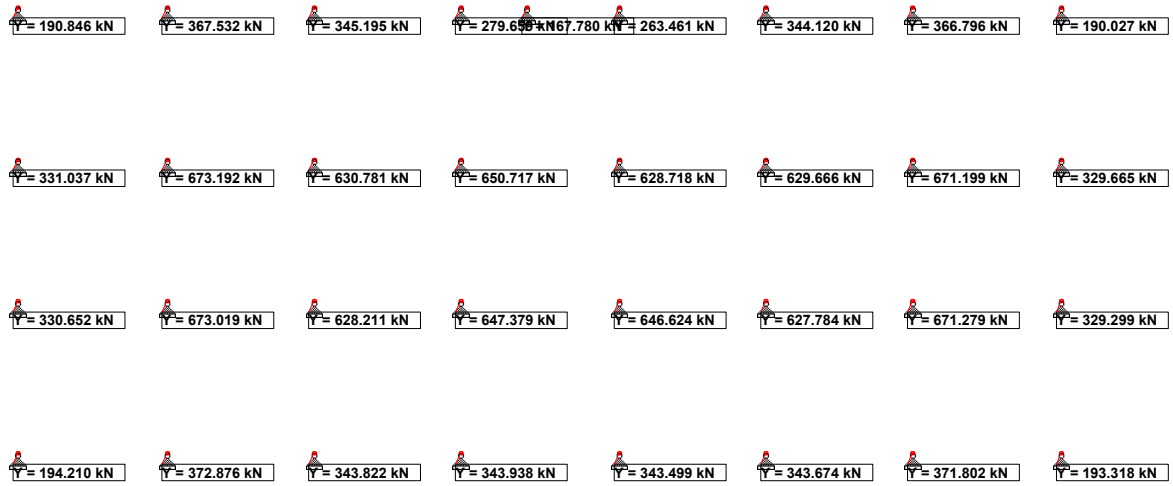 Y = 190.846 kN Y = 367.532 kN Y = 345.195 kN Y = 167.780 kN Y = 263.461 kN Y = 344.120 kN Y = 366.796 kN Y = 190.027 kN
Y = 331.037 kN Y = 673.192 kN Y = 630.781 kN Y = 650.717 kN Y = 628.718 kN Y = 629.666 kN Y = 671.199 kN Y = 329.665 kN
Y = 330.652 kN Y = 673.019 kN Y = 628.211 kN Y = 647.379 kN Y = 646.624 kN Y = 627.784 kN Y = 671.279 kN Y = 329.299 kN
Y = 194.210 kN Y = 372.876 kN Y = 343.822 kN Y = 343.938 kN Y = 343.499 kN Y = 343.674 kN Y = 371.802 kN Y = 193.318 kN